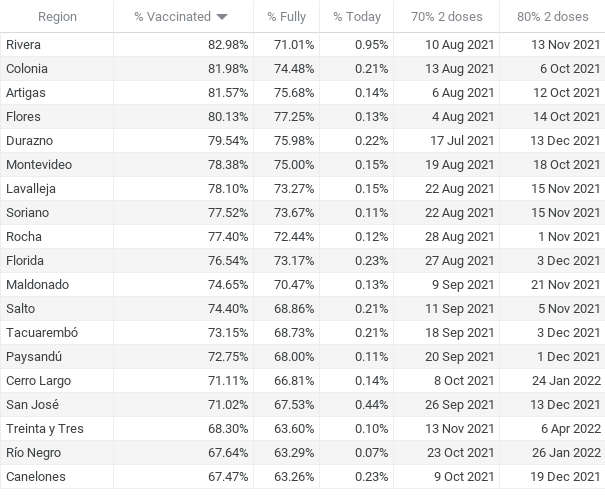 Region % Vaccinated % Fully % Today 70% 2 doses 80% 2 doses
Rivera 82.98% 71.01% 0.95% 10 Aug 2021 13 Nov 2021
Colonia 81.98% 74.48% 0.21% 13 Aug 2021 6 Oct 2021
Artigas 81.57% 75.68% 0.14% 6 Aug 2021 12 Oct 2021
Flores 80.13% 77.25% 0.13% 4 Aug 2021 14 Oct 2021
Durazno 79.54% 75.98% 0.22% 17 Jul 2021 13 Dec 2021
Montevideo 78.38% 75.00% 0.15% 19 Aug 2021 18 Oct 2021
Lavalleja 78.10% 73.27% 0.15% 22 Aug 2021 15 Nov 2021
Soriano 77.52% 73.67% 0.11% 22 Aug 2021 15 Nov 2021
Rocha 77.40% 72.44% 0.12% 28 Aug 2021 1 Nov 2021
Florida 76.54% 73.17% 0.23% 27 Aug 2021 3 Dec 2021
Maldonado 74.65% 70.47% 0.13% 9 Sep 2021 21 Nov 2021
Salto 74.40% 68.86% 0.21% 11 Sep 2021 5 Nov 2021
Tacuarembó 73.15% 68.73% 0.21% 18 Sep 2021 3 Dec 2021
Paysandú 72.75% 68.00% 0.11% 20 Sep 2021 1 Dec 2021
Cerro Largo 71.11% 66.81% 0.14% 8 Oct 2021 24 Jan 2022
San José 71.02% 67.53% 0.44% 26 Sep 2021 13 Dec 2021
Treinta y Tres 68.30% 63.60% 0.10% 13 Nov 2021 6 Apr 2022
Río Negro 67.64% 63.29% 0.07% 23 Oct 2021 26 Jan 2022
Canelones 67.47% 63.26% 0.23% 9 Oct 2021 19 Dec 2021